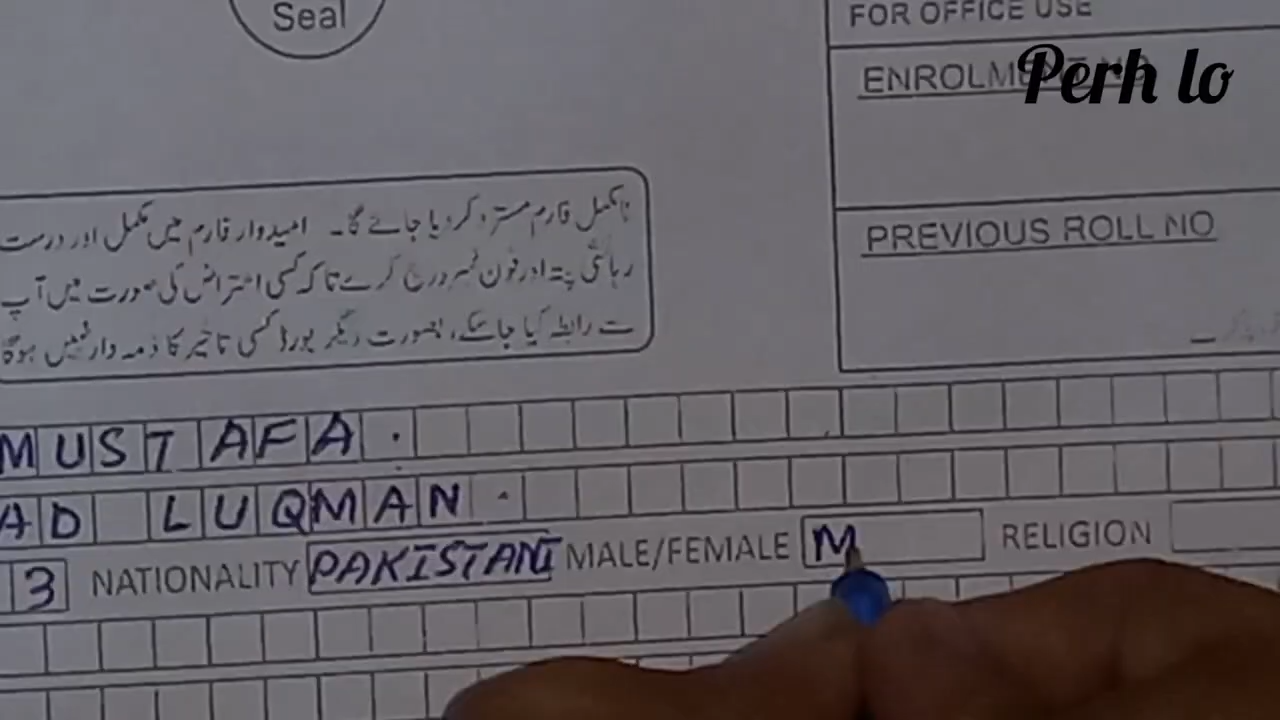 Seal
FOR OFFICE USE
Perh lo
PREVIOUS ROLL NO
نامکمل فارم مسترد کر دیا جائے گا۔ امیدوار فارم میں مکمل اور درست
رہائشی پتہ اور فون نمبر درج کرے تا کہ کسی اعتراض کی صورت میں آپ
سے رابطہ کیا جا سکے، بصورت دیگر بورڈ کسی تاخیر کا ذمہ دار نہیں ہوگا
MUSTAFA .
AD LUQMAN .
3 NATIONALITY PAKISTANI MALE/FEMALE M RELIGION